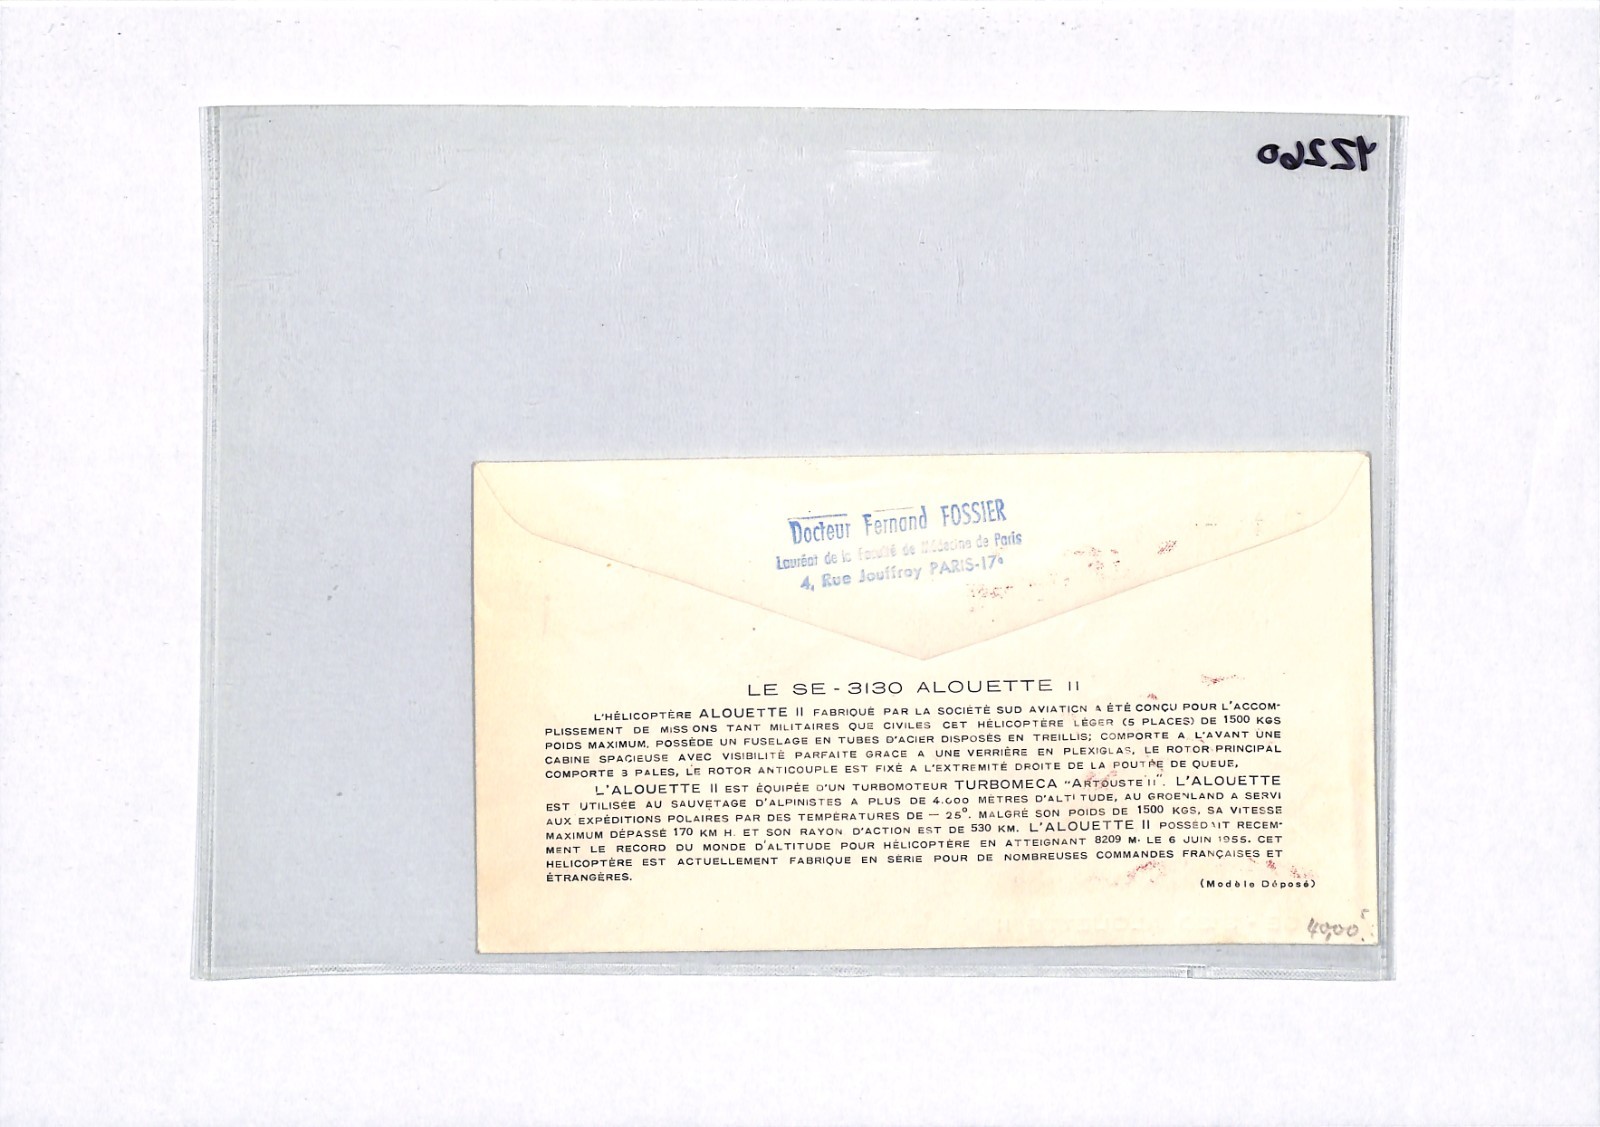 YZ260
Docteur Fernand FOSSIER
Lauréat de la Faculté de Médecine de Paris
4, Rue Jouffroy PARIS-17e
LE SE - 3130 ALOUETTE II
L'HÉLICOPTÈRE ALOUETTE II FABRIQUÉ PAR LA SOCIÉTÉ SUD AVIATION A ÉTÉ CONÇU POUR L'ACCOM-
PLISSEMENT DE MISSIONS TANT MILITAIRES QUE CIVILES CET HÉLICOPTÈRE LÉGER (5 PLACES) DE 1500 KGS
POIDS MAXIMUM, POSSÈDE UN FUSELAGE EN TUBES D'ACIER DISPOSÉS EN TREILLIS; COMPORTE A L'AVANT UNE
CABINE SPACIEUSE AVEC VISIBILITÉ PARFAITE GRACE A UNE VERRIÈRE EN PLEXIGLAS, LE ROTOR PRINCIPAL
COMPORTE 3 PALES, LE ROTOR ANTICOUPLE EST FIXÉ A L'EXTREMITÉ DROITE DE LA POUTRE DE QUEUE,
L'ALOUETTE II EST ÉQUIPÉE D'UN TURBOMOTEUR TURBOMECA "ARTOUSTE II". L'ALOUETTE
EST UTILISÉE AU SAUVETAGE D'ALPINISTES A PLUS DE 4.000 MÈTRES D'ALTITUDE, AU GROENLAND A SERVI
AUX EXPÉDITIONS POLAIRES PAR DES TEMPÉRATURES DE — 25°. MALGRÉ SON POIDS DE 1500 KGS, SA VITESSE
MAXIMUM DÉPASSE 170 KM H. ET SON RAYON D'ACTION EST DE 530 KM. L'ALOUETTE II POSSÉDAIT RECEM-
MENT LE RECORD DU MONDE D'ALTITUDE POUR HÉLICOPTÈRE EN ATTEIGNANT 8209 M. LE 6 JUIN 1955. CET
HELICOPTÈRE EST ACTUELLEMENT FABRIQUE EN SÉRIE POUR DE NOMBREUSES COMMANDES FRANÇAISES ET
ÉTRANGÈRES.
(Modèle Déposé)
40,00